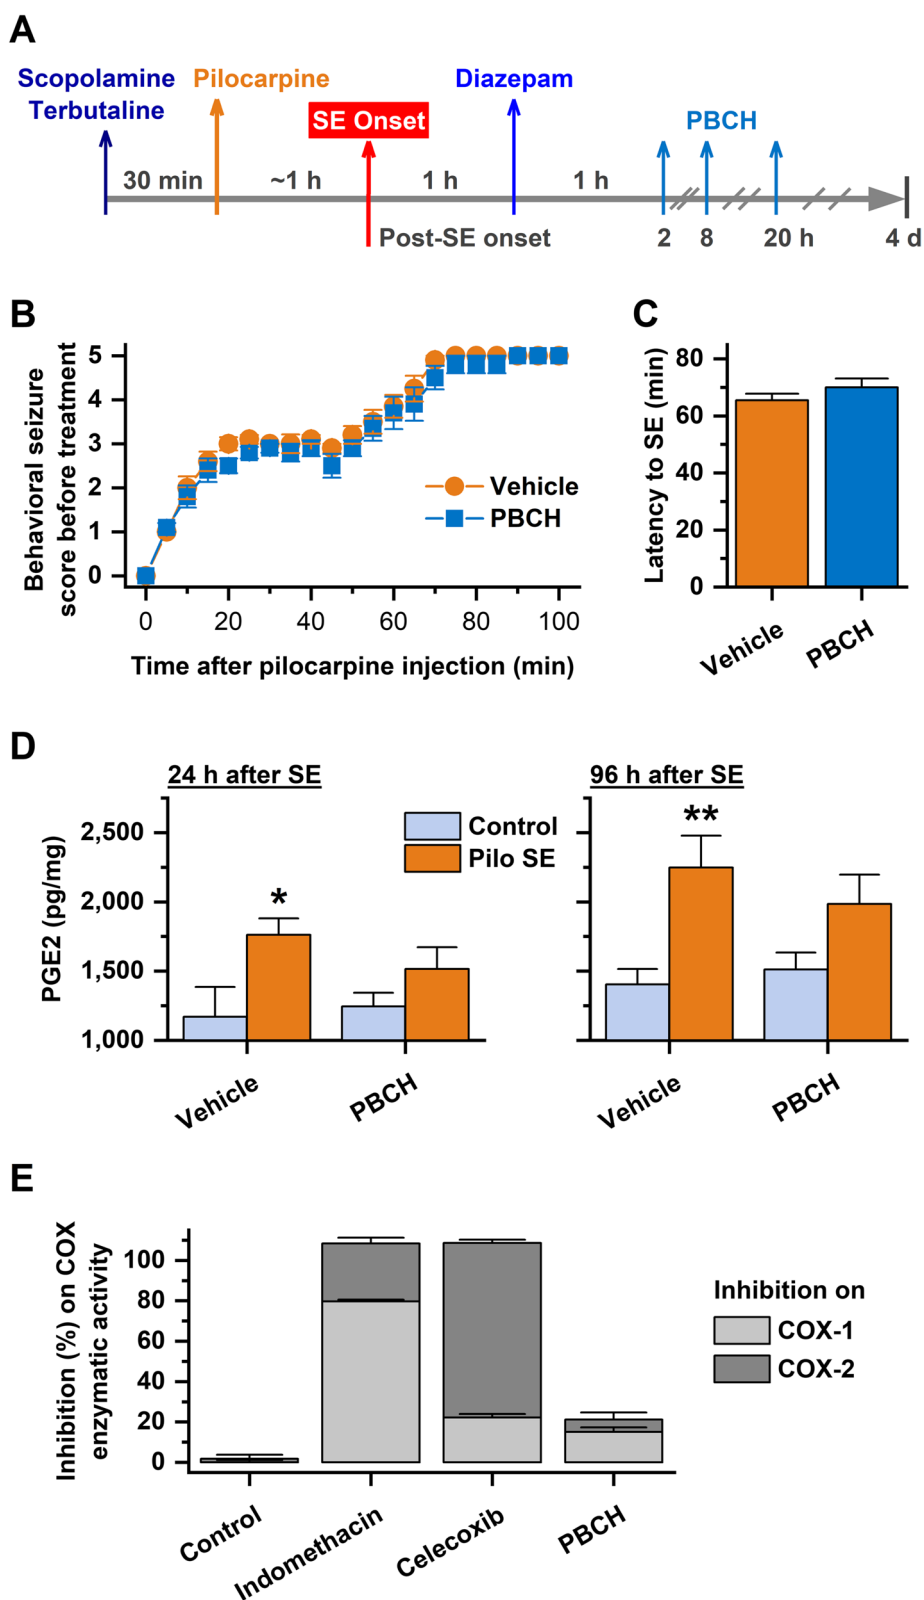 A
Scopolamine
Terbutaline
Pilocarpine
SE Onset
Diazepam
PBCH
30 min
~1 h
1 h
1 h
Post-SE onset
2
8
20 h
4 d
B
Behavioral seizure
score before treatment
5
4
3
2
1
0
Vehicle
PBCH
0
20
40
60
80
100
Time after pilocarpine injection (min)
C
Latency to SE (min)
80
60
40
20
0
Vehicle
PBCH
D
24 h after SE
PGE2 (pg/mg)
2,500
2,000
1,500
1,000
*
Control
Pilo SE
Vehicle
PBCH
96 h after SE
**
Vehicle
PBCH
E
Inhibition (%) on COX
enzymatic activity
100
80
60
40
20
0
Inhibition on
COX-1
COX-2
Control
Indomethacin
Celecoxib
PBCH